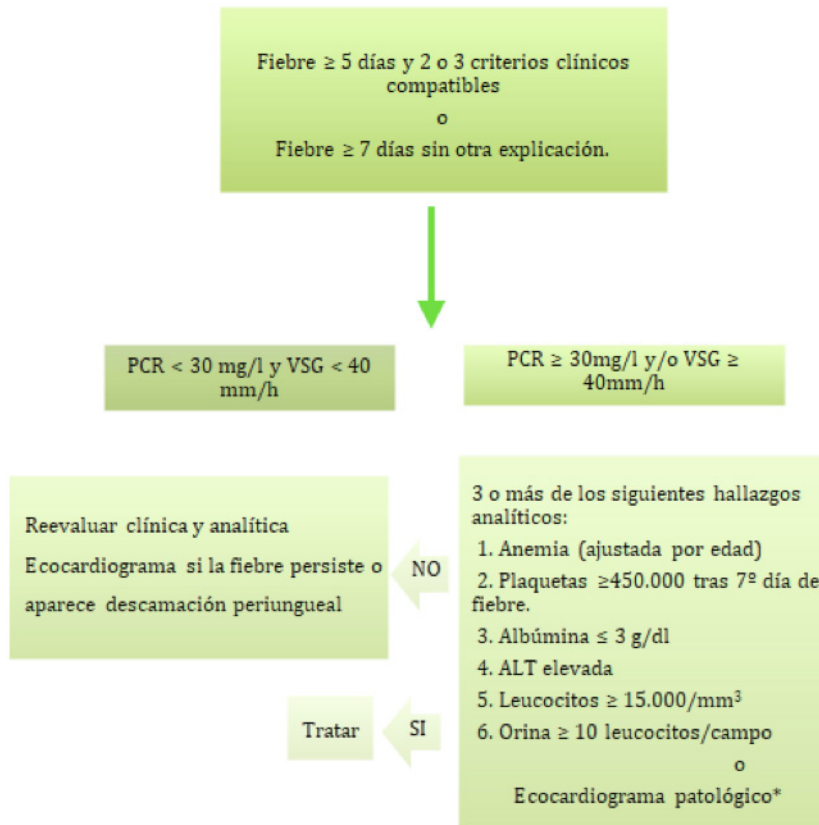 Fiebre ≥ 5 días y 2 o 3 criterios clínicos
compatibles
o
Fiebre ≥ 7 días sin otra explicación.
PCR < 30 mg/l y VSG < 40
mm/h
PCR ≥ 30mg/l y/o VSG ≥
40mm/h
Reevaluar clínica y analítica
Ecocardiograma si la fiebre persiste o
aparece descamación periungueal
NO
3 o más de los siguientes hallazgos
analíticos:
1. Anemia (ajustada por edad)
2. Plaquetas ≥450.000 tras 7º día de
fiebre.
3. Albúmina ≤ 3 g/dl
4. ALT elevada
5. Leucocitos ≥ 15.000/mm³
6. Orina ≥ 10 leucocitos/campo
o
Ecocardiograma patológico*
Tratar
SI